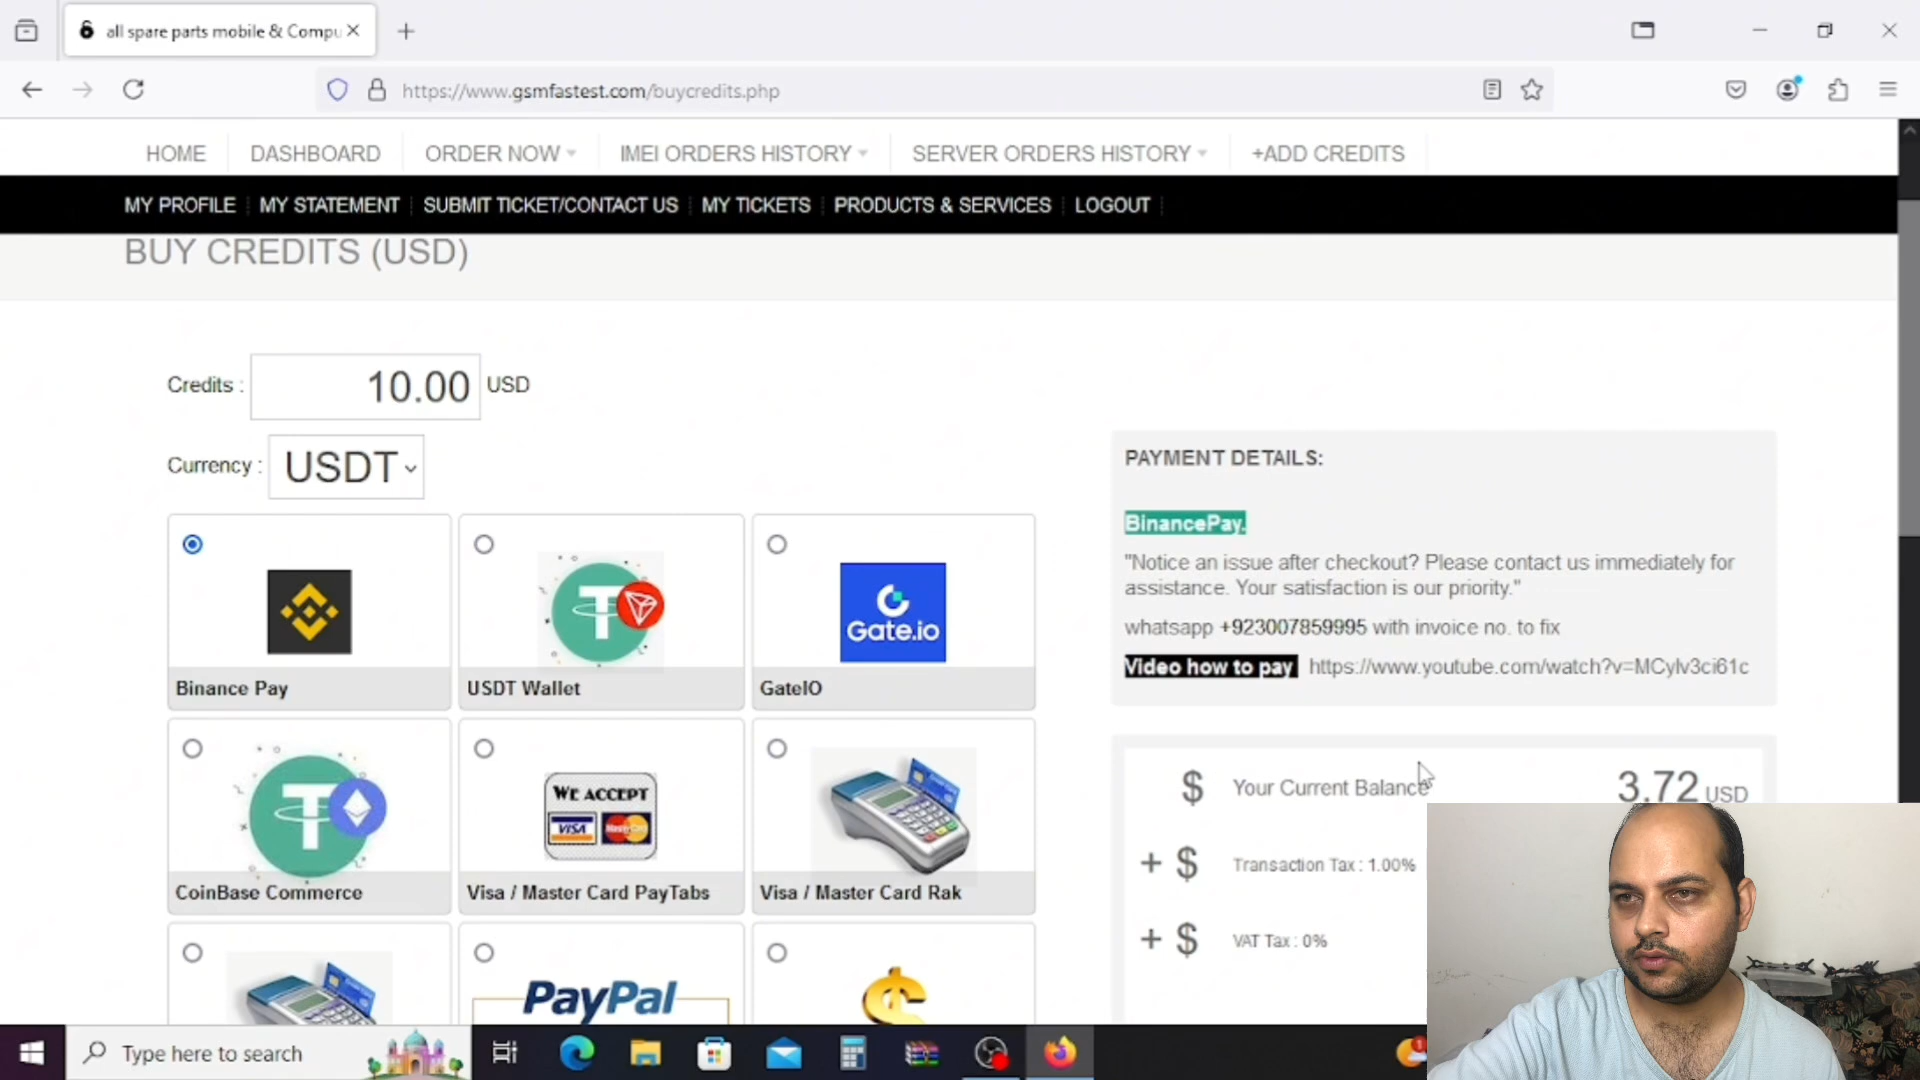 all spare parts mobile & Compu
https://www.gsmfastest.com/buycredits.php
HOME
DASHBOARD
ORDER NOW
IMEI ORDERS HISTORY
SERVER ORDERS HISTORY
+ADD CREDITS
MY PROFILE
MY STATEMENT
SUBMIT TICKET/CONTACT US
MY TICKETS
PRODUCTS & SERVICES
LOGOUT
BUY CREDITS (USD)
Credits : 10.00 USD
Currency : USDT
Gate.io
Binance Pay
USDT Wallet
GateIO
WE ACCEPT
VISA
MasterCard
CoinBase Commerce
Visa / Master Card PayTabs
Visa / Master Card Rak
PayPal
PAYMENT DETAILS:
BinancePay.
"Notice an issue after checkout? Please contact us immediately for
assistance. Your satisfaction is our priority."
whatsapp +923007859995 with invoice no. to fix
Video how to pay https://www.youtube.com/watch?v=MCylv3ci61c
$ Your Current Balance 3.72 USD
+ $ Transaction Tax : 1.00%
+ $ VAT Tax : 0%
Type here to search
1